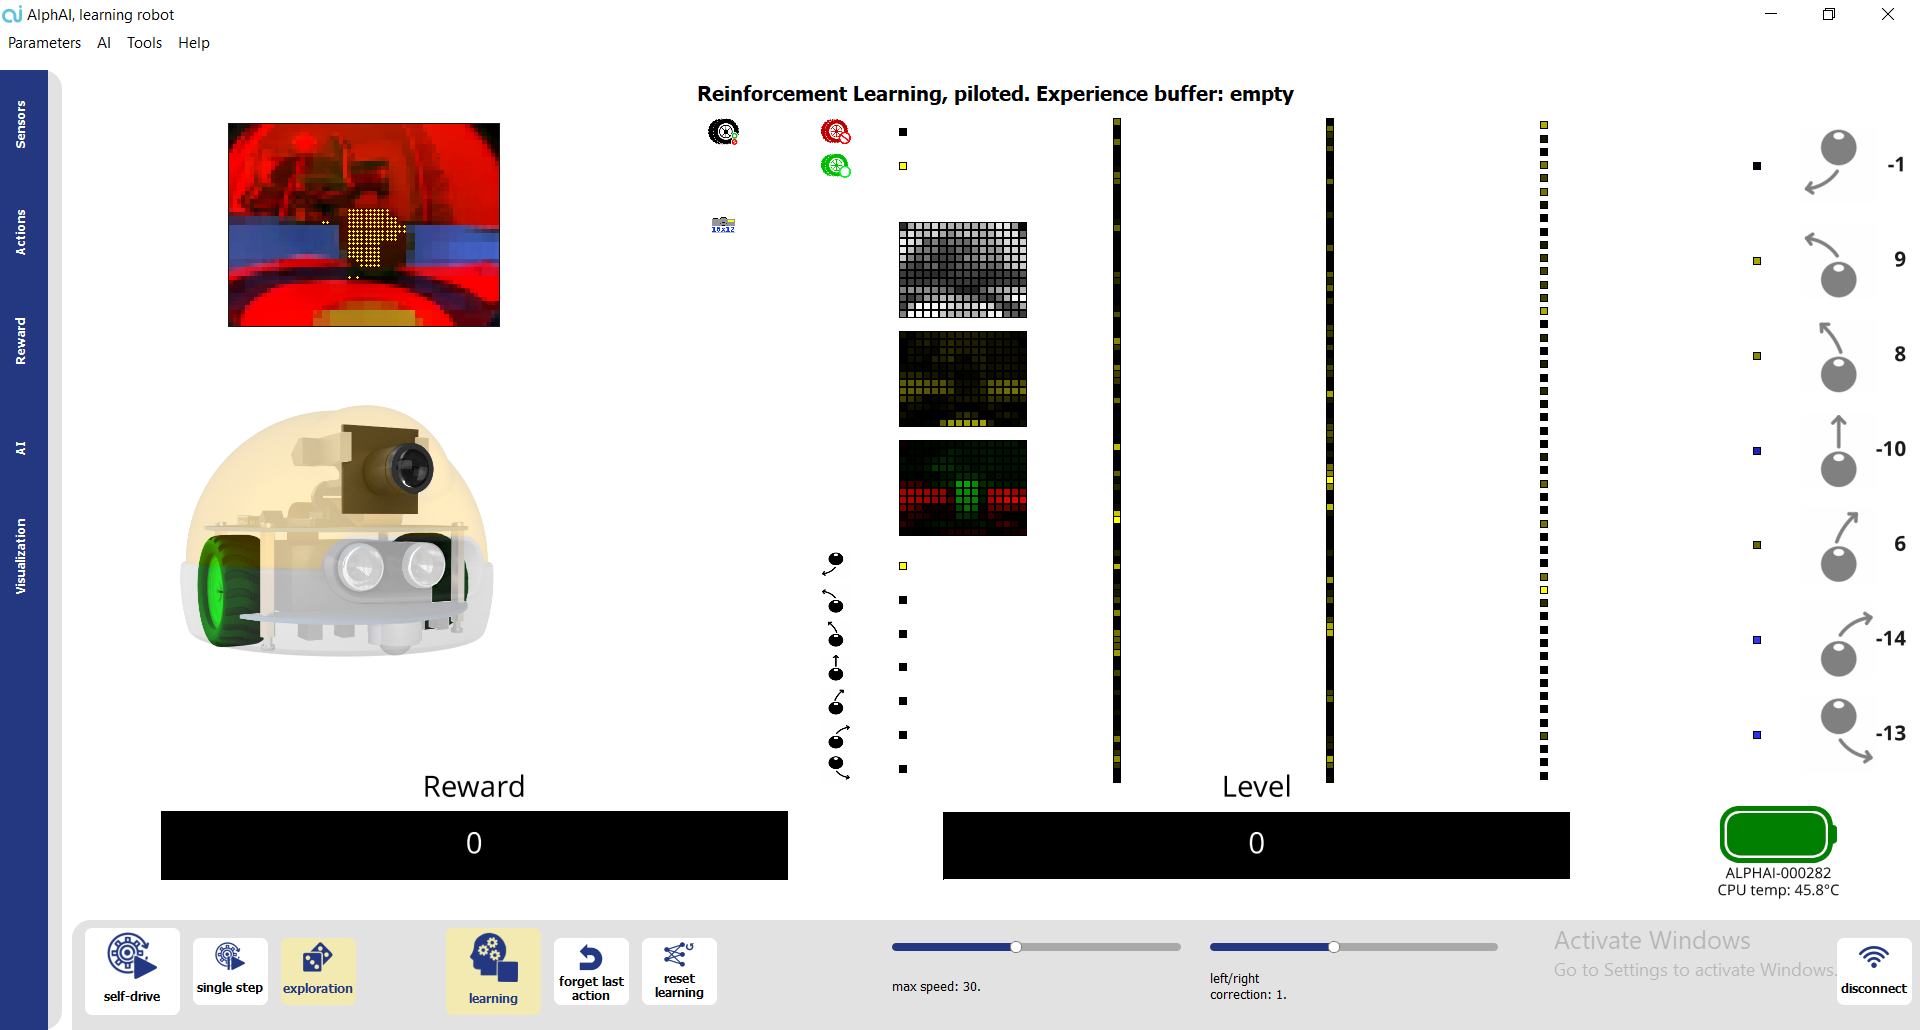 AlphAI, learning robot
Parameters AI Tools Help
Sensors
Actions
Reward
AI
Visualization
Reinforcement Learning, piloted. Experience buffer: empty
16x12
-1
9
8
-10
6
-14
-13
Reward
0
Level
0
ALPHAI-000282
CPU temp: 45.8°C
self-drive
single step
exploration
learning
forget last
action
reset
learning
max speed: 30.
left/right
correction: 1.
Activate Windows
Go to Settings to activate Windows.
disconnect